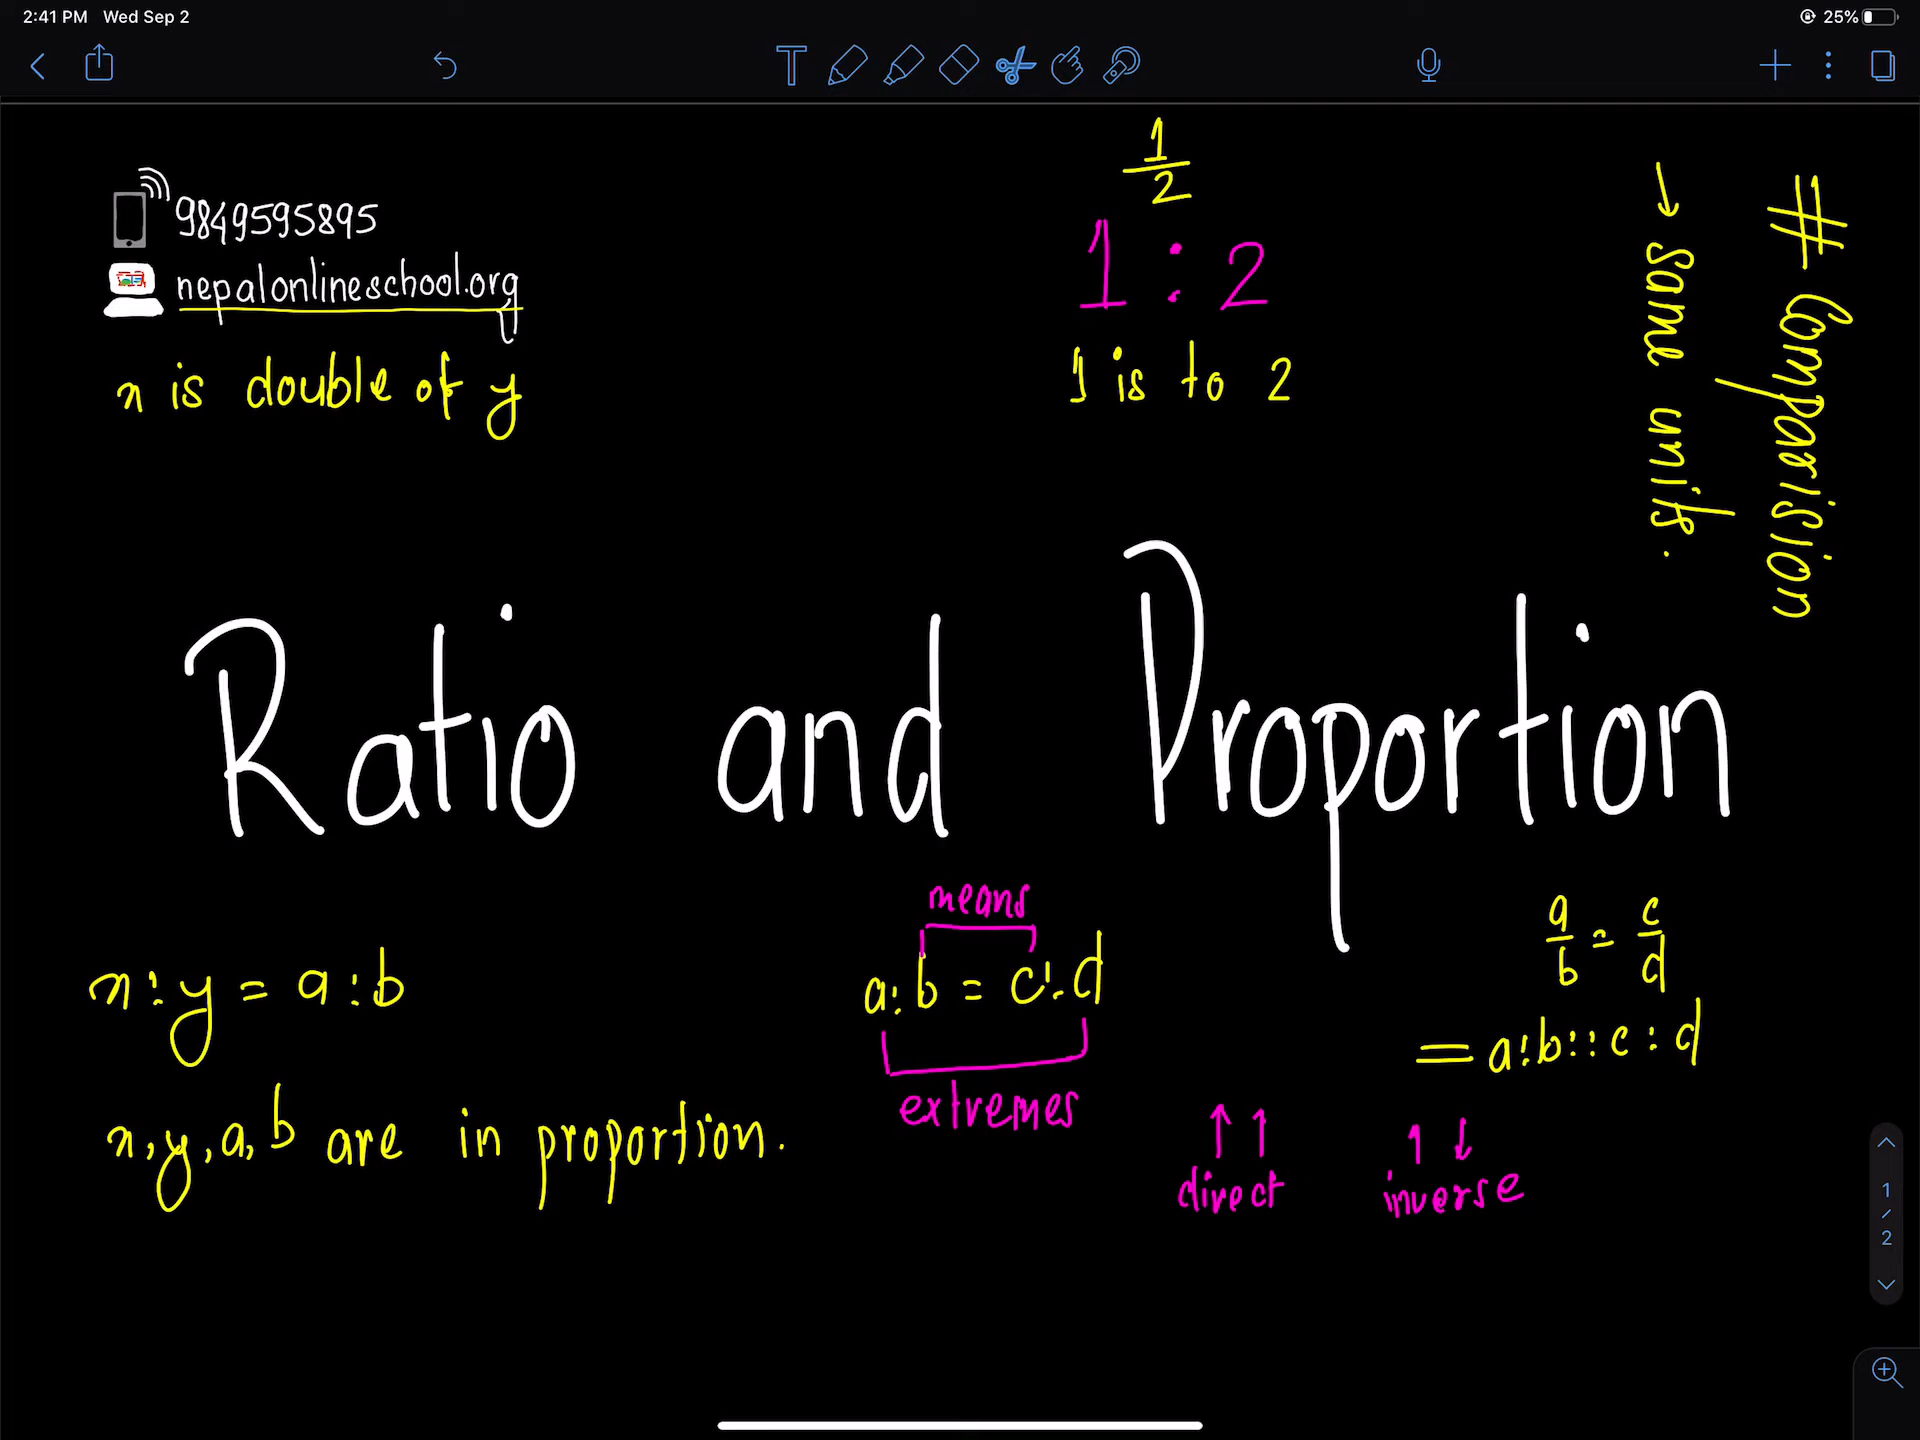 2:41 PM Wed Sep 2
25%
9849595895
nepalonlineschool.org
x is double of y
1/2
1 : 2
1 is to 2
# Comparision
→ Same units.
Ratio and Proportion
x:y = a:b
x, y, a, b are in proportion.
means
a:b = c:d
extremes
a/b = c/d
= a:b::c:d
↑ ↑
direct
↑ ↓
inverse
1
/
2